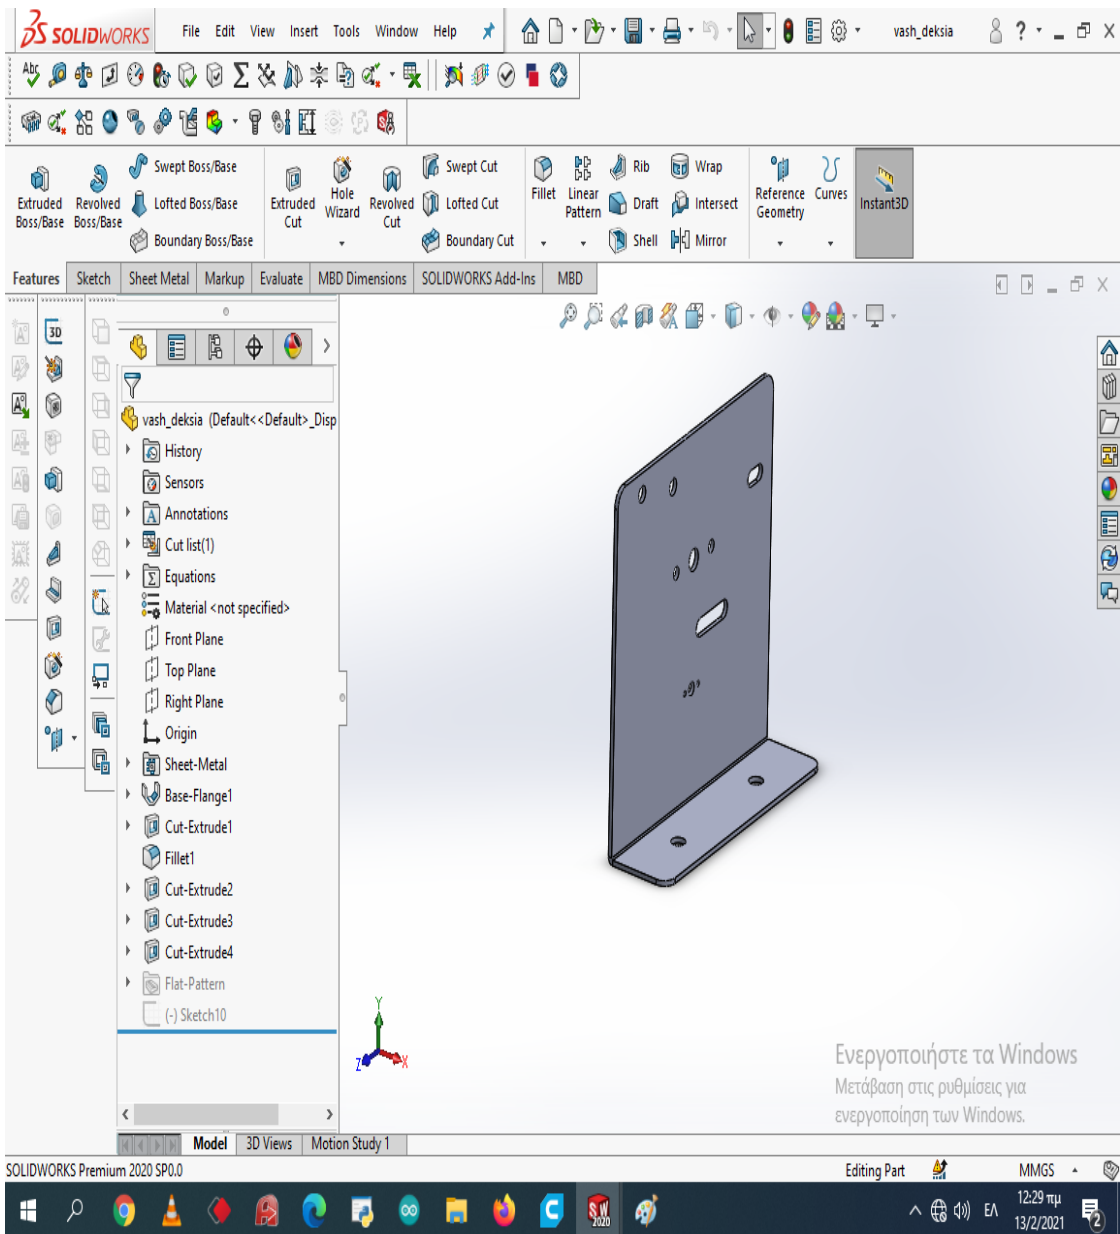 SOLIDWORKS File Edit View Insert Tools Window Help vash_deksia ?
Extruded Boss/Base
Revolved Boss/Base
Swept Boss/Base
Lofted Boss/Base
Boundary Boss/Base
Extruded Cut
Hole Wizard
Revolved Cut
Swept Cut
Lofted Cut
Boundary Cut
Fillet
Linear Pattern
Rib
Draft
Shell
Wrap
Intersect
Mirror
Reference Geometry
Curves
Instant3D
Features Sketch Sheet Metal Markup Evaluate MBD Dimensions SOLIDWORKS Add-Ins MBD
3D
vash_deksia (Default<<Default>_Disp
History
Sensors
Annotations
Cut list(1)
Equations
Material <not specified>
Front Plane
Top Plane
Right Plane
Origin
Sheet-Metal
Base-Flange1
Cut-Extrude1
Fillet1
Cut-Extrude2
Cut-Extrude3
Cut-Extrude4
Flat-Pattern
(-) Sketch10
Y
Z
X
Ενεργοποιήστε τα Windows
Μετάβαση στις ρυθμίσεις για
ενεργοποίηση των Windows.
Model 3D Views Motion Study 1
SOLIDWORKS Premium 2020 SP0.0 Editing Part MMGS
ΕΛ
12:29 πμ
13/2/2021
2